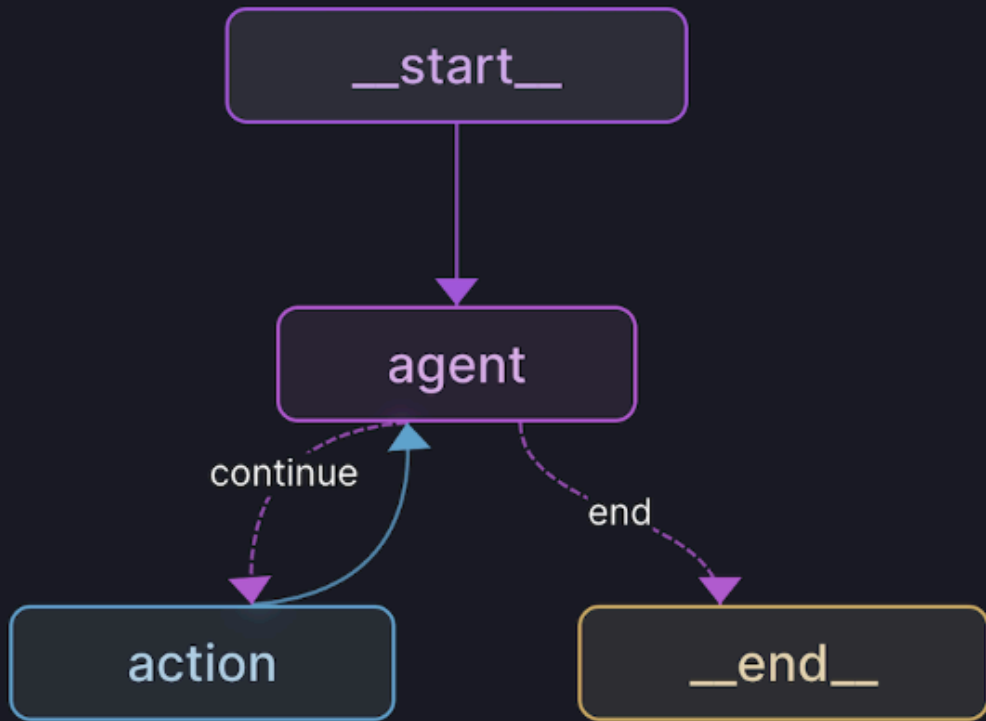 __start__
agent
continue
end
action
__end__